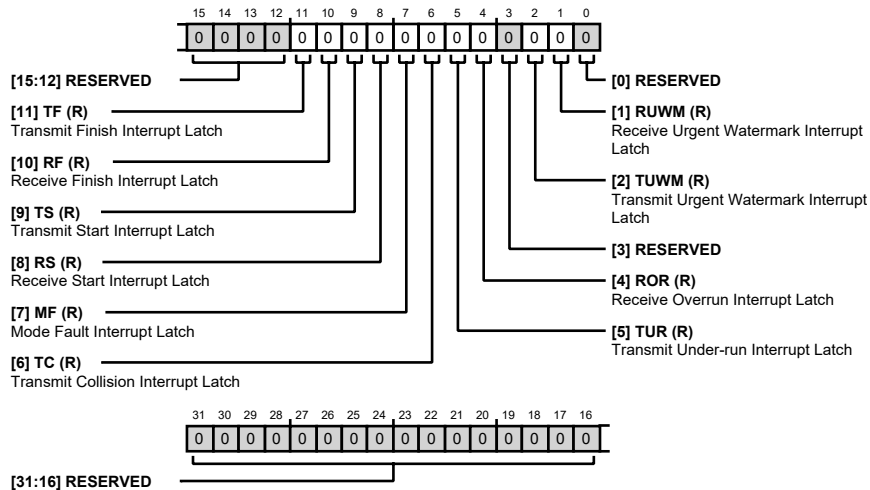 15 14 13 12 11 10 9 8 7 6 5 4 3 2 1 0
0 0 0 0 0 0 0 0 0 0 0 0 0 0 0 0
[15:12] RESERVED
[11] TF (R)
Transmit Finish Interrupt Latch
[10] RF (R)
Receive Finish Interrupt Latch
[9] TS (R)
Transmit Start Interrupt Latch
[8] RS (R)
Receive Start Interrupt Latch
[7] MF (R)
Mode Fault Interrupt Latch
[6] TC (R)
Transmit Collision Interrupt Latch
[0] RESERVED
[1] RUWM (R)
Receive Urgent Watermark Interrupt
Latch
[2] TUWM (R)
Transmit Urgent Watermark Interrupt
Latch
[3] RESERVED
[4] ROR (R)
Receive Overrun Interrupt Latch
[5] TUR (R)
Transmit Under-run Interrupt Latch
31 30 29 28 27 26 25 24 23 22 21 20 19 18 17 16
0 0 0 0 0 0 0 0 0 0 0 0 0 0 0 0
[31:16] RESERVED